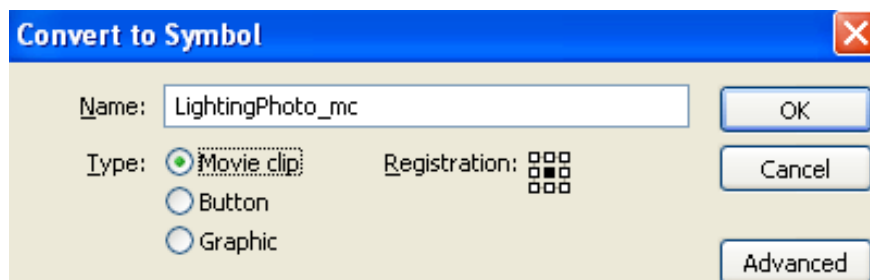 Convert to Symbol
Name: LightingPhoto_mc OK
Type: Movie clip Registration: Cancel
Button
Graphic
Advanced